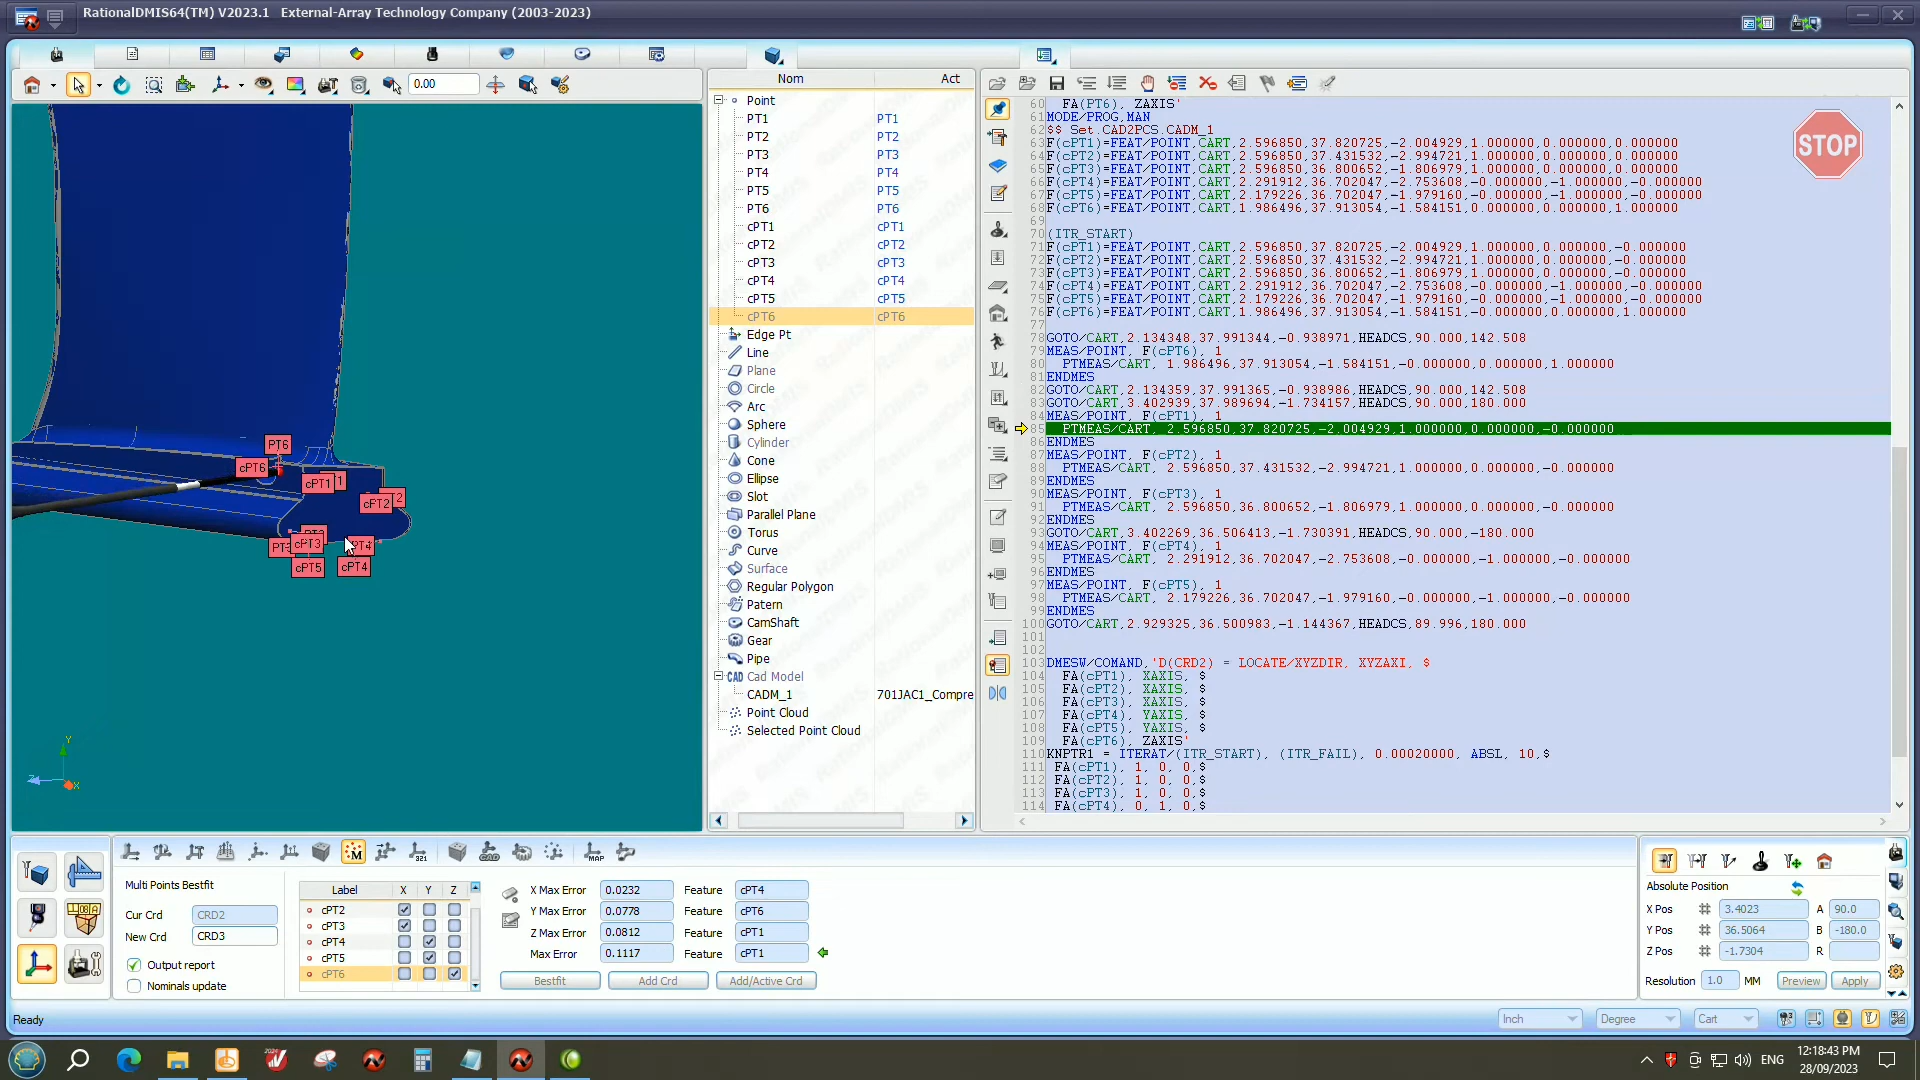 RationalDMIS64(TM) V2023.1   External-Array Technology Company (2003-2023)
0.00
Nom Act
Point
PT1 PT1
PT2 PT2
PT3 PT3
PT4 PT4
PT5 PT5
PT6 PT6
cPT1 cPT1
cPT2 cPT2
cPT3 cPT3
cPT4 cPT4
cPT5 cPT5
cPT6 cPT6
Edge Pt
Line
Plane
Circle
Arc
Sphere
Cylinder
Cone
Ellipse
Slot
Parallel Plane
Torus
Curve
Surface
Regular Polygon
Patern
CamShaft
Gear
Pipe
CAD Cad Model
CADM_1 701JAC1_Compre
Point Cloud
Selected Point Cloud
PT6
cPT6
cPT1 1
cPT2 T2
cPT3
PT4
cPT5
cPT4
Y
Z
X
60 FA(PT6), ZAXIS'
61 MODE/PROG,MAN
62 $$ Set.CAD2PCS.CADM_1
63 F(cPT1)=FEAT/POINT,CART,2.596850,37.820725,-2.004929,1.000000,0.000000,0.000000
64 F(cPT2)=FEAT/POINT,CART,2.596850,37.431532,-2.994721,1.000000,0.000000,0.000000
65 F(cPT3)=FEAT/POINT,CART,2.596850,36.800652,-1.806979,1.000000,0.000000,0.000000
66 F(cPT4)=FEAT/POINT,CART,2.291912,36.702047,-2.753608,-0.000000,-1.000000,-0.000000
67 F(cPT5)=FEAT/POINT,CART,2.179226,36.702047,-1.979160,-0.000000,-1.000000,-0.000000
68 F(cPT6)=FEAT/POINT,CART,1.986496,37.913054,-1.584151,0.000000,0.000000,1.000000
69
70 (ITR_START)
71 F(cPT1)=FEAT/POINT,CART,2.596850,37.820725,-2.004929,1.000000,0.000000,-0.000000
72 F(cPT2)=FEAT/POINT,CART,2.596850,37.431532,-2.994721,1.000000,0.000000,-0.000000
73 F(cPT3)=FEAT/POINT,CART,2.596850,36.800652,-1.806979,1.000000,0.000000,-0.000000
74 F(cPT4)=FEAT/POINT,CART,2.291912,36.702047,-2.753608,-0.000000,-1.000000,-0.000000
75 F(cPT5)=FEAT/POINT,CART,2.179226,36.702047,-1.979160,-0.000000,-1.000000,-0.000000
76 F(cPT6)=FEAT/POINT,CART,1.986496,37.913054,-1.584151,-0.000000,0.000000,1.000000
77
78 GOTO/CART,2.134348,37.991344,-0.938971,HEADCS,90.000,142.508
79 MEAS/POINT, F(cPT6), 1
80 PTMEAS/CART, 1.986496,37.913054,-1.584151,-0.000000,0.000000,1.000000
81 ENDMES
82 GOTO/CART,2.134359,37.991365,-0.938986,HEADCS,90.000,142.508
83 GOTO/CART,3.402939,37.989694,-1.734157,HEADCS,90.000,180.000
84 MEAS/POINT, F(cPT1), 1
85 PTMEAS/CART, 2.596850,37.820725,-2.004929,1.000000,0.000000,-0.000000
86 ENDMES
87 MEAS/POINT, F(cPT2), 1
88 PTMEAS/CART, 2.596850,37.431532,-2.994721,1.000000,0.000000,-0.000000
89 ENDMES
90 MEAS/POINT, F(cPT3), 1
91 PTMEAS/CART, 2.596850,36.800652,-1.806979,1.000000,0.000000,-0.000000
92 ENDMES
93 GOTO/CART,3.402269,36.506413,-1.730391,HEADCS,90.000,-180.000
94 MEAS/POINT, F(cPT4), 1
95 PTMEAS/CART, 2.291912,36.702047,-2.753608,-0.000000,-1.000000,-0.000000
96 ENDMES
97 MEAS/POINT, F(cPT5), 1
98 PTMEAS/CART, 2.179226,36.702047,-1.979160,-0.000000,-1.000000,-0.000000
99 ENDMES
100 GOTO/CART,2.929325,36.500983,-1.144367,HEADCS,89.996,180.000
101
102
103 DMESW/COMAND,'D(CRD2) = LOCATE/XYZDIR, XYZAXI, $
104 FA(cPT1), XAXIS, $
105 FA(cPT2), XAXIS, $
106 FA(cPT3), XAXIS, $
107 FA(cPT4), YAXIS, $
108 FA(cPT5), YAXIS, $
109 FA(cPT6), ZAXIS'
110 KNPTR1 = ITERAT/(ITR_START), (ITR_FAIL), 0.00020000, ABSL, 10,$
111 FA(cPT1), 1, 0, 0,$
112 FA(cPT2), 1, 0, 0,$
113 FA(cPT3), 1, 0, 0,$
114 FA(cPT4), 0, 1, 0,$
STOP
M 321 CAD MAP
Multi Points Bestfit
Cur Crd CRD2
New Crd CRD3
Output report
Nominals update
Label X Y Z
cPT2
cPT3
cPT4
cPT5
cPT6
X Max Error 0.0232 Feature cPT4
Y Max Error 0.0778 Feature cPT6
Z Max Error 0.0812 Feature cPT1
Max Error 0.1117 Feature cPT1
Bestfit Add Crd Add/Active Crd
Absolute Position
X Pos 3.4023 A 90.0
Y Pos 36.5064 B -180.0
Z Pos -1.7304 R
Resolution 1.0 MM Preview Apply
Ready
Inch Degree Cart
ENG
12:18:43 PM
28/09/2023